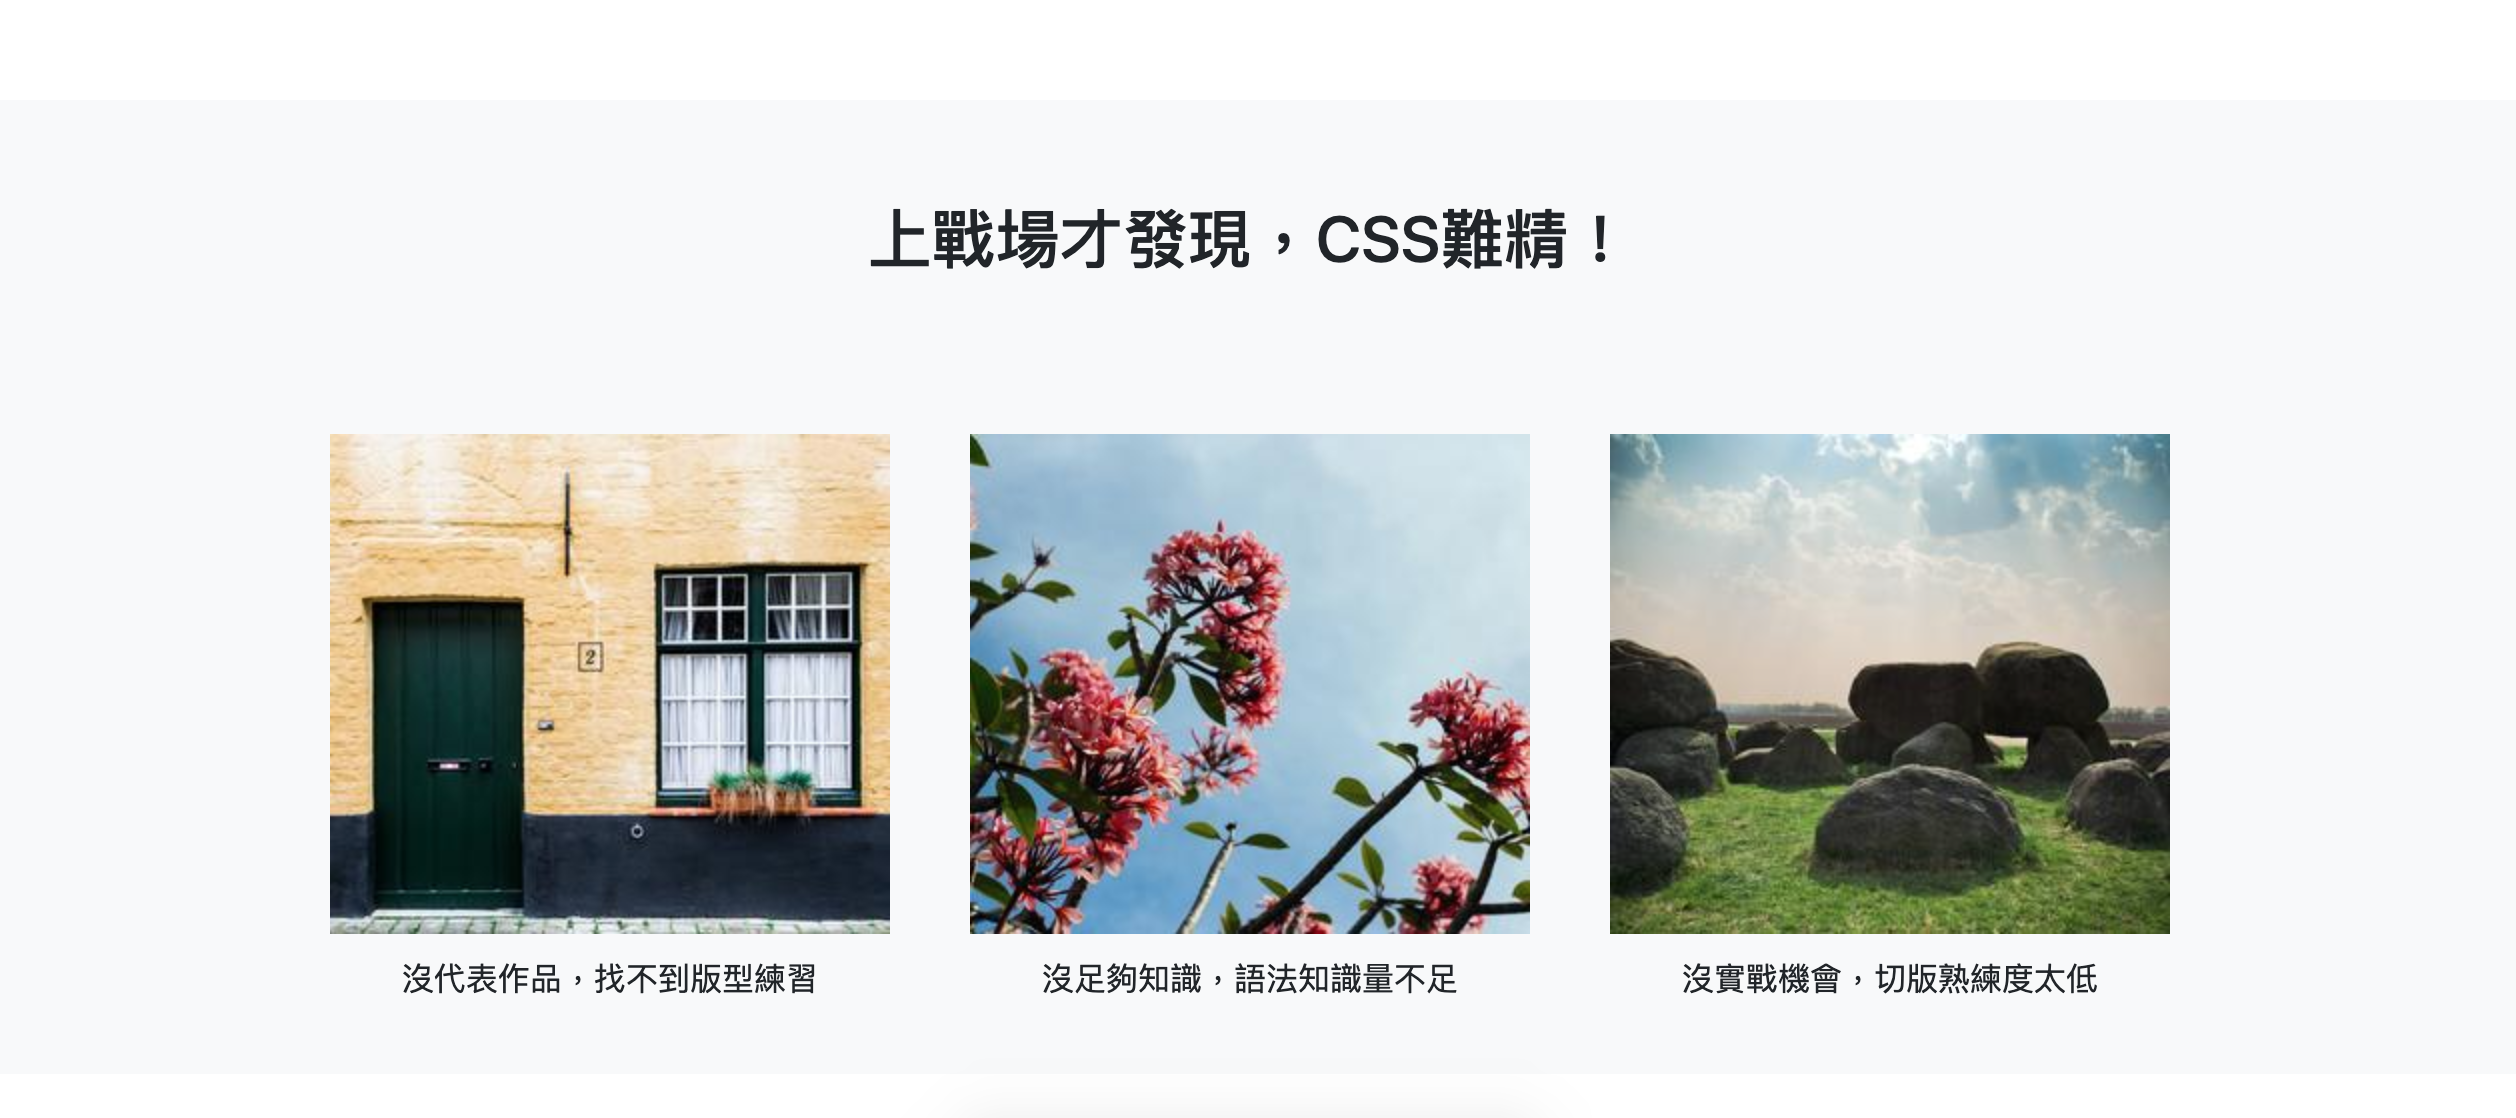 上戰場才發現，CSS難精！
2
沒代表作品，找不到版型練習
沒足夠知識，語法知識量不足
沒實戰機會，切版熟練度太低